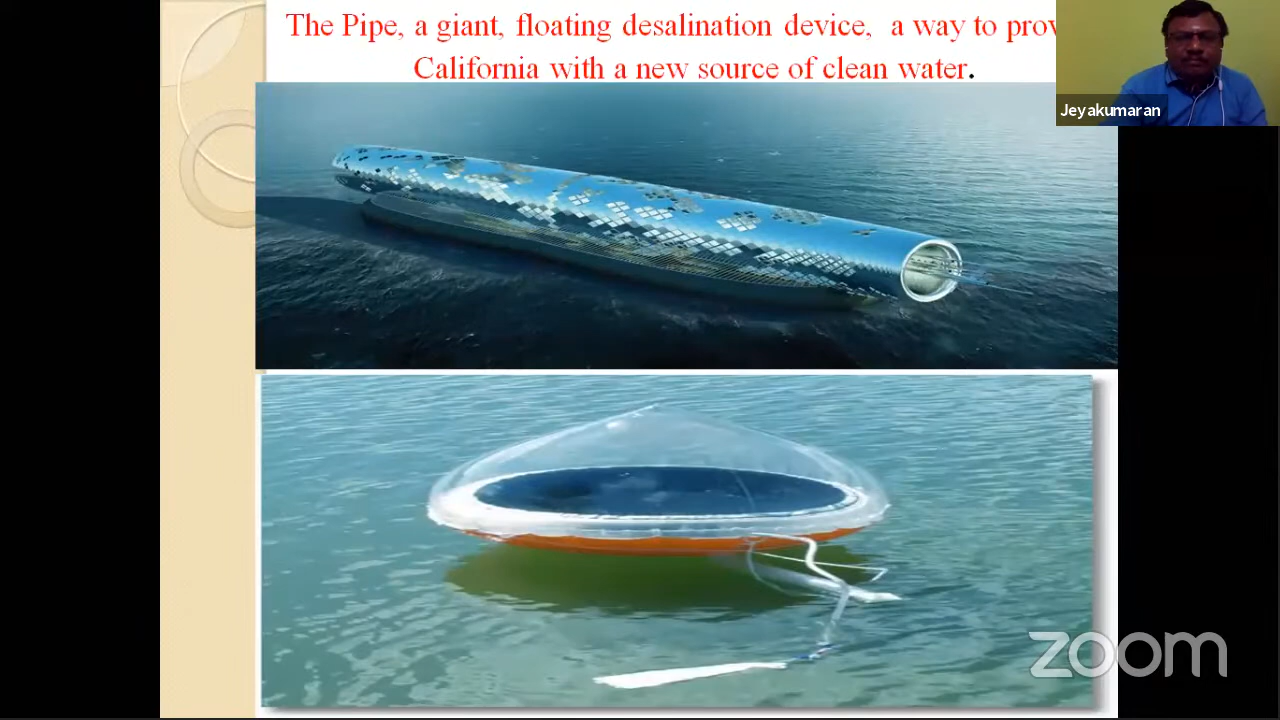 The Pipe, a giant, floating desalination device, a way to prov
California with a new source of clean water.
Jeyakumaran
zoom